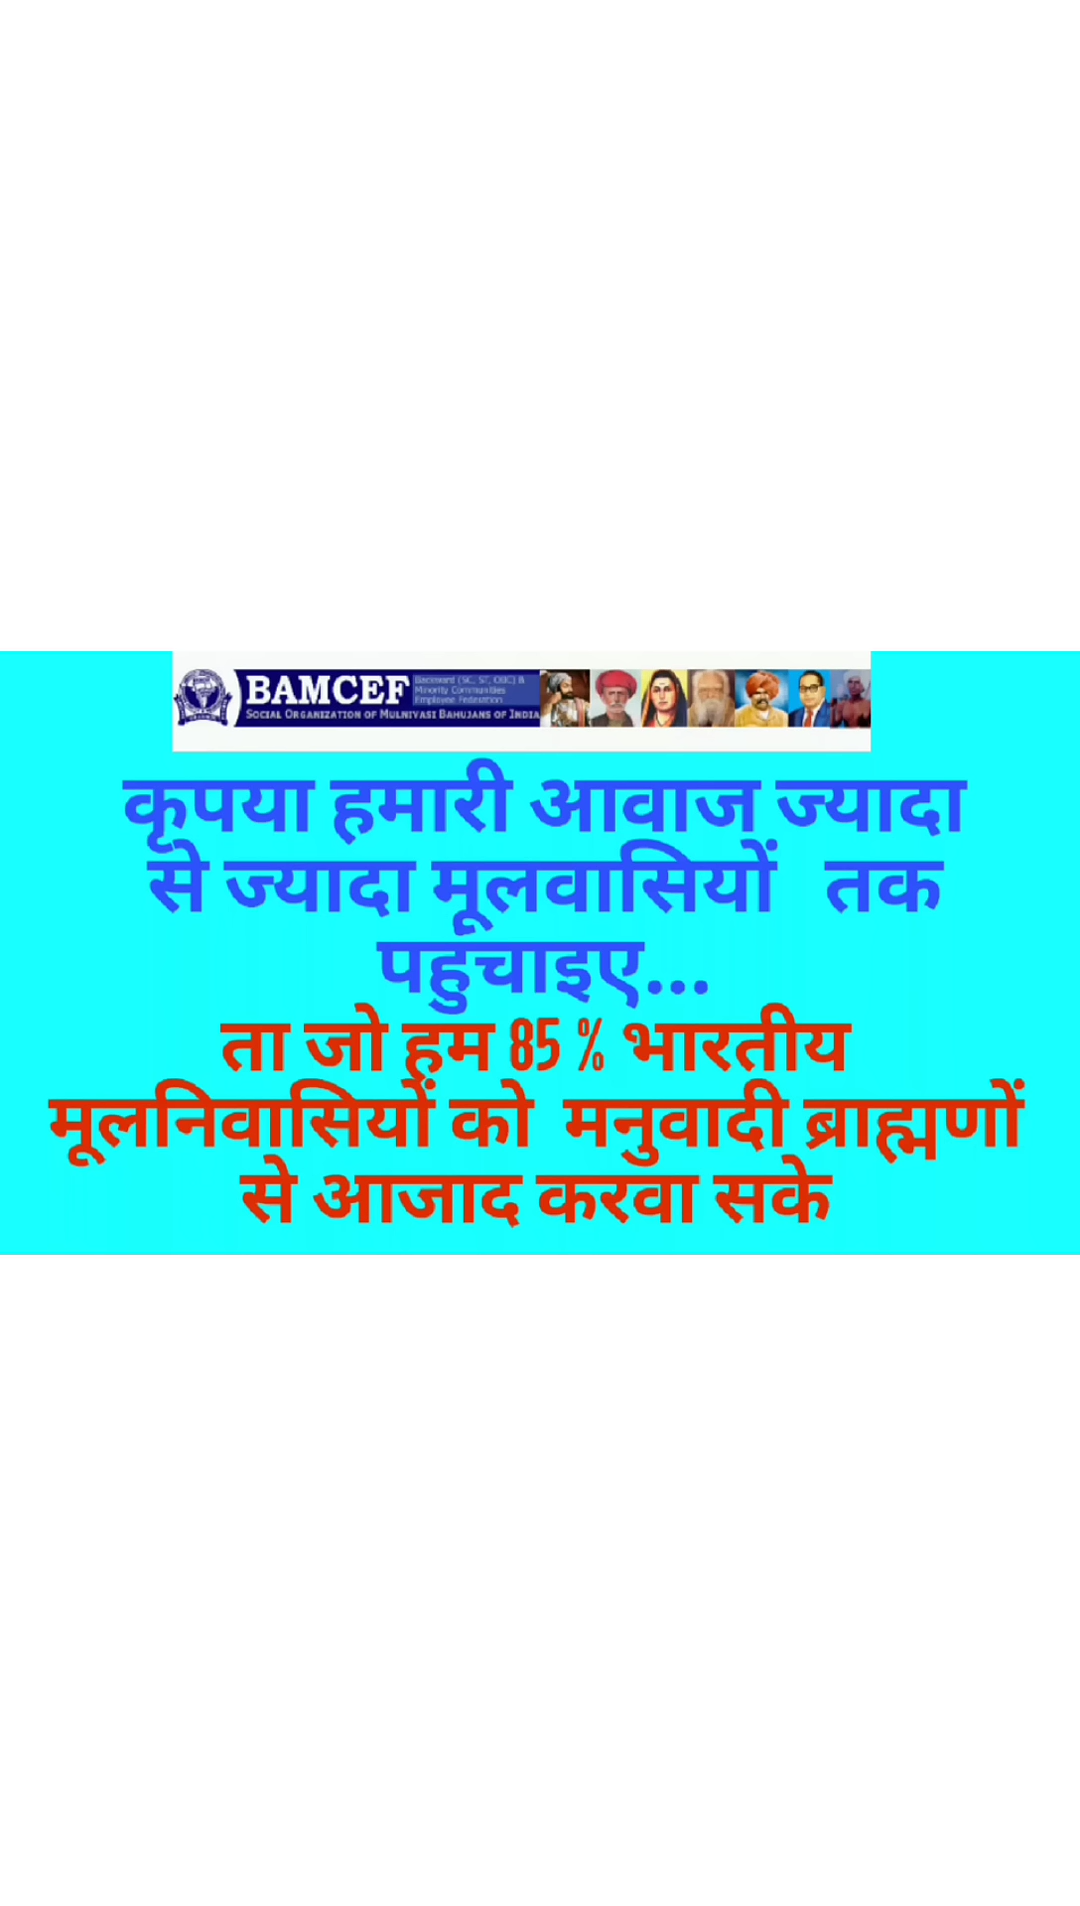 BAMCEF
Backward (SC, ST, OBC) &
Minority Communities
Employee Federation
SOCIAL ORGANIZATION OF MULNIVASI BAHUJANS OF INDIA
कृपया हमारी आवाज ज्यादा
से ज्यादा मूलवासियों तक
पहुचाइए...
ता जो हम 85 % भारतीय
मूलनिवासियों को मनुवादी ब्राह्मणों
से आजाद करवा सके